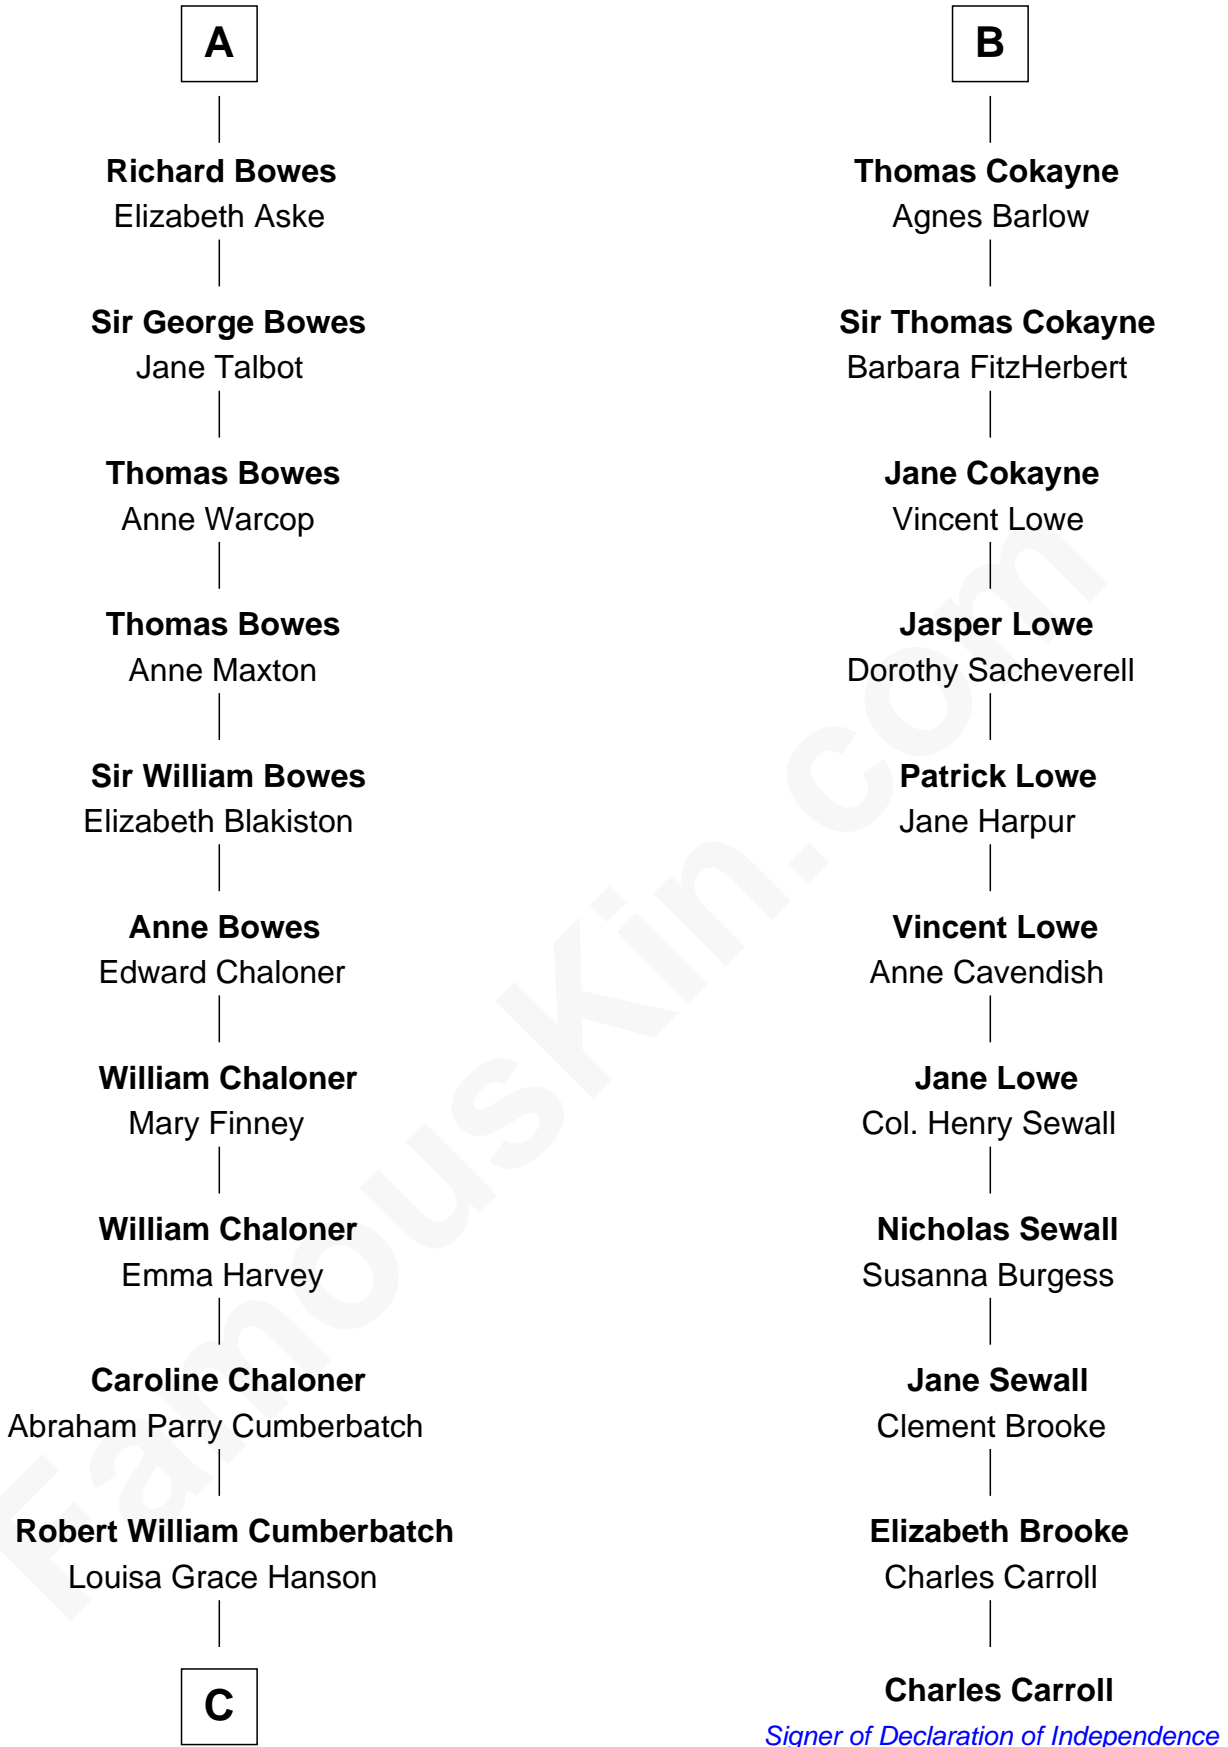 A
Richard Bowes
Elizabeth Aske
Sir George Bowes
Jane Talbot
Thomas Bowes
Anne Warcop
Thomas Bowes
Anne Maxton
Sir William Bowes
Elizabeth Blakiston
Anne Bowes
Edward Chaloner
William Chaloner
Mary Finney
William Chaloner
Emma Harvey
Caroline Chaloner
Abraham Parry Cumberbatch
Robert William Cumberbatch
Louisa Grace Hanson
C
B
Thomas Cokayne
Agnes Barlow
Sir Thomas Cokayne
Barbara FitzHerbert
Jane Cokayne
Vincent Lowe
Jasper Lowe
Dorothy Sacheverell
Patrick Lowe
Jane Harpur
Vincent Lowe
Anne Cavendish
Jane Lowe
Col. Henry Sewall
Nicholas Sewall
Susanna Burgess
Jane Sewall
Clement Brooke
Elizabeth Brooke
Charles Carroll
Charles Carroll
Signer of Declaration of Independence
FamousKin.com